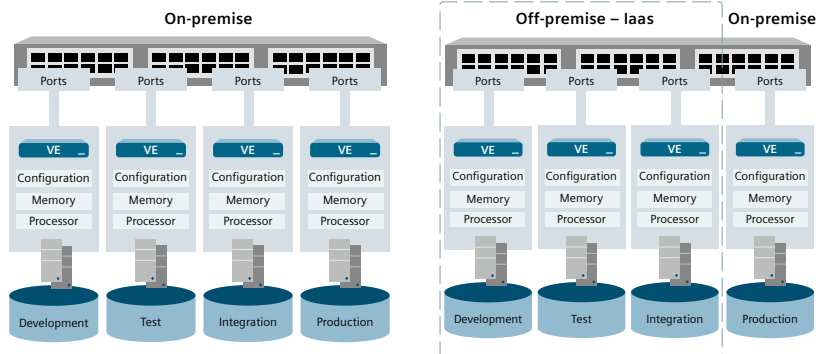 On-premise
Ports Ports Ports Ports
VE VE VE VE
Configuration Configuration Configuration Configuration
Memory Memory Memory Memory
Processor Processor Processor Processor
Development Test Integration Production
Off-premise – Iaas On-premise
Ports Ports Ports Ports
VE VE VE VE
Configuration Configuration Configuration Configuration
Memory Memory Memory Memory
Processor Processor Processor Processor
Development Test Integration Production